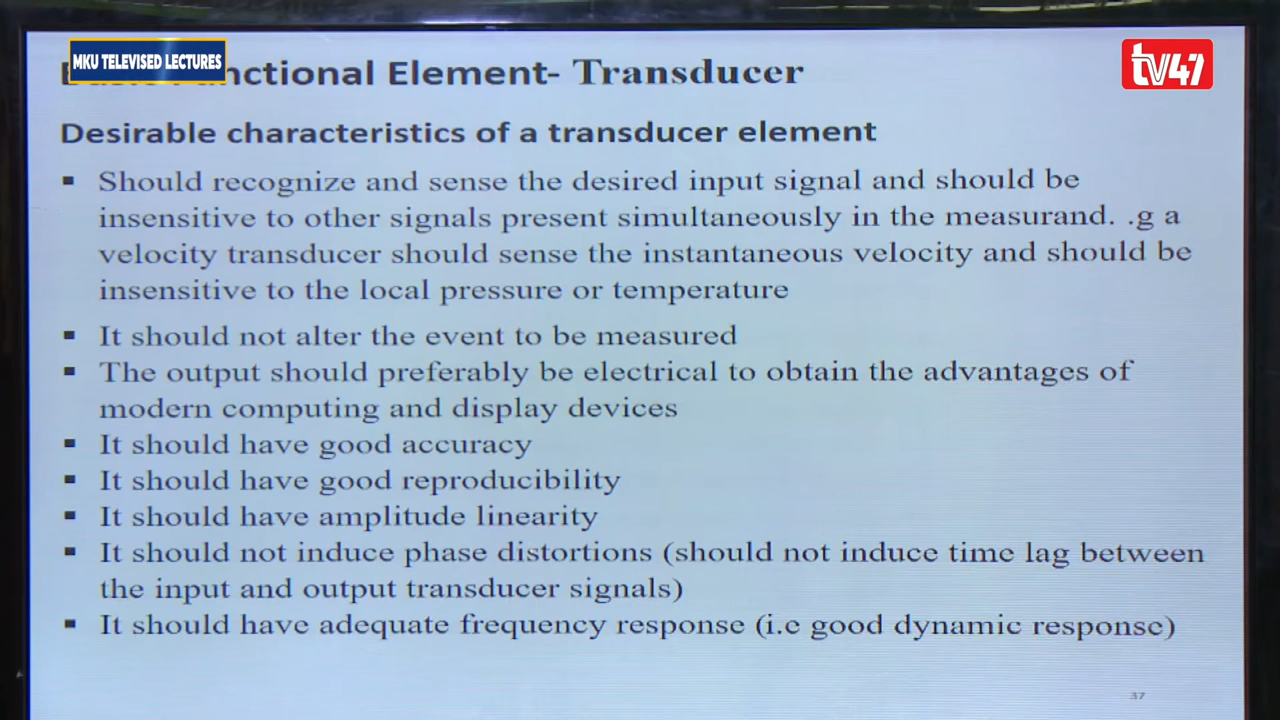 MKU TELEVISED LECTURES
tv47
nctional Element- Transducer
Desirable characteristics of a transducer element
▪ Should recognize and sense the desired input signal and should be
insensitive to other signals present simultaneously in the measurand. .g a
velocity transducer should sense the instantaneous velocity and should be
insensitive to the local pressure or temperature
▪ It should not alter the event to be measured
▪ The output should preferably be electrical to obtain the advantages of
modern computing and display devices
▪ It should have good accuracy
▪ It should have good reproducibility
▪ It should have amplitude linearity
▪ It should not induce phase distortions (should not induce time lag between
the input and output transducer signals)
▪ It should have adequate frequency response (i.e good dynamic response)
37